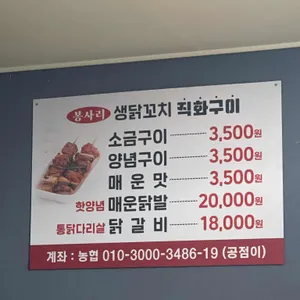 봉사리 생닭꼬치 직화구이
소금구이 3,500원
양념구이 3,500원
매운맛 3,500원
핫양념 매운닭발 20,000원
통닭다리살 닭갈비 18,000원
계좌 : 농협 010-3000-3486-19 (공점이)